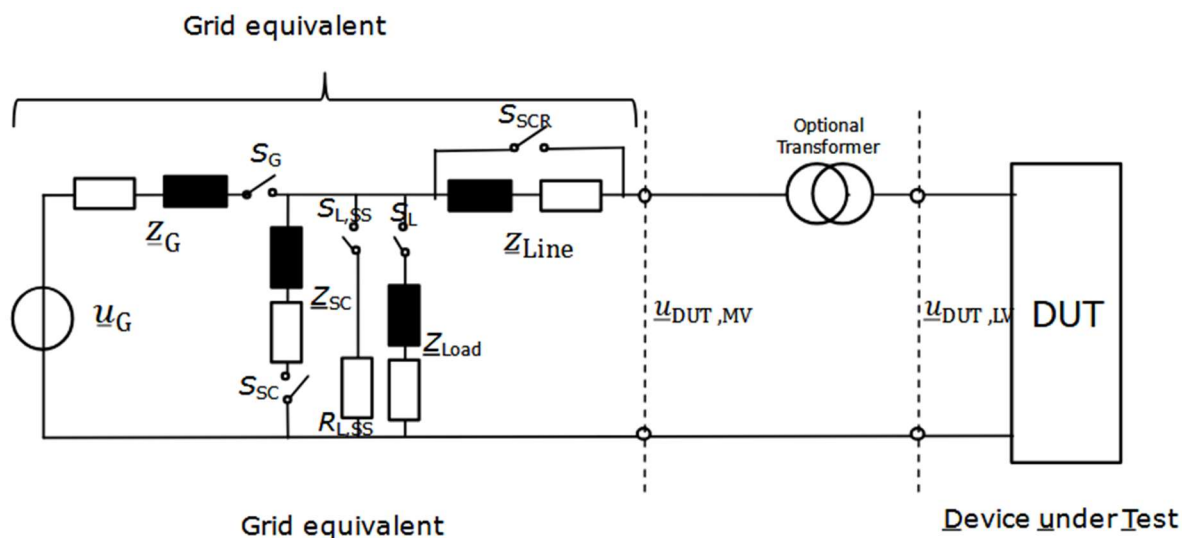 Grid equivalent
S_SCR
Optional
Transformer
S_G
S_L,SS
S_L
Z_G
Z_SC
Z_Line
u_G
u_DUT,MV
u_DUT,LV
DUT
Z_Load
S_SC
R_L,SS
Grid equivalent
Device under Test